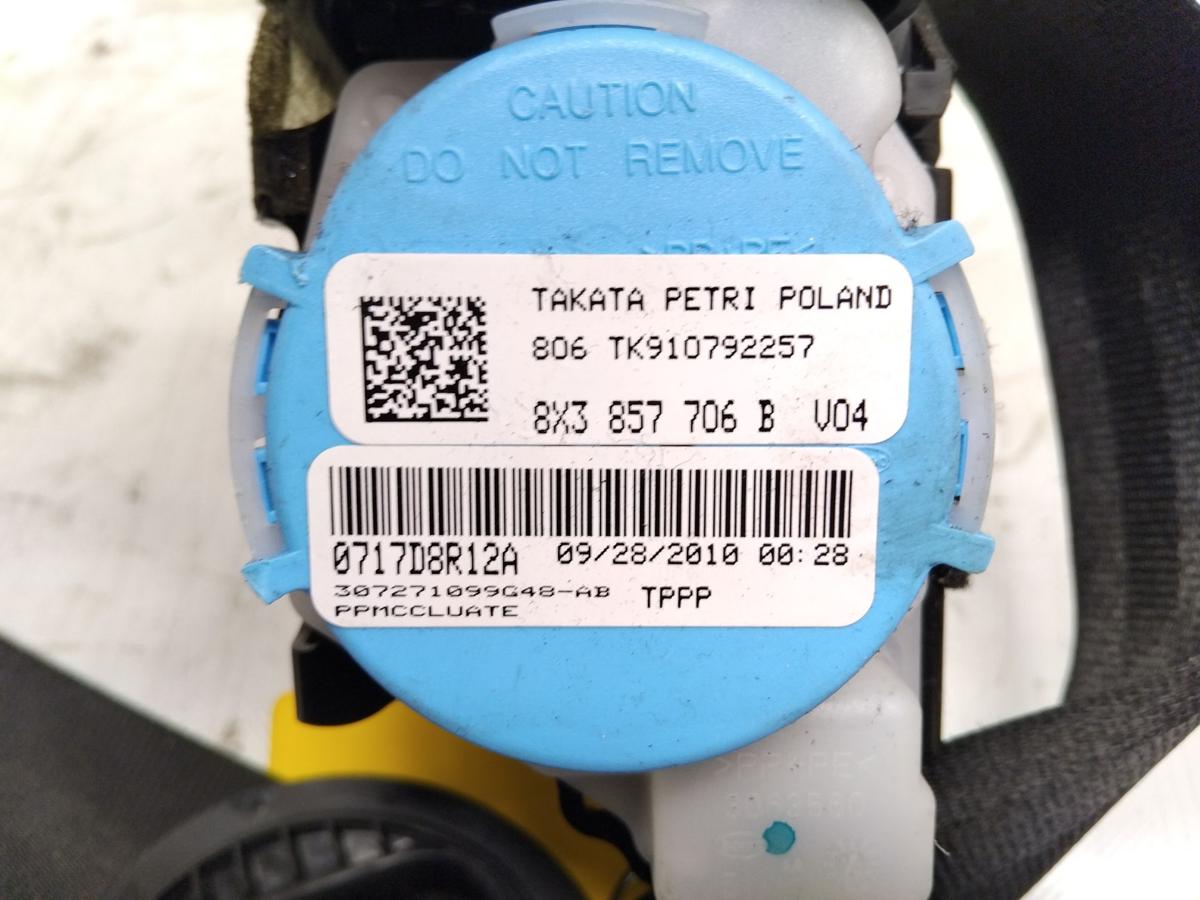 CAUTION
DO NOT REMOVE
TAKATA PETRI POLAND
806 TK910792257
8X3 857 706 B V04
0717D8R12A 09/28/2010 00:28
307271099G48-AB TPPP
PPMCCLUATE